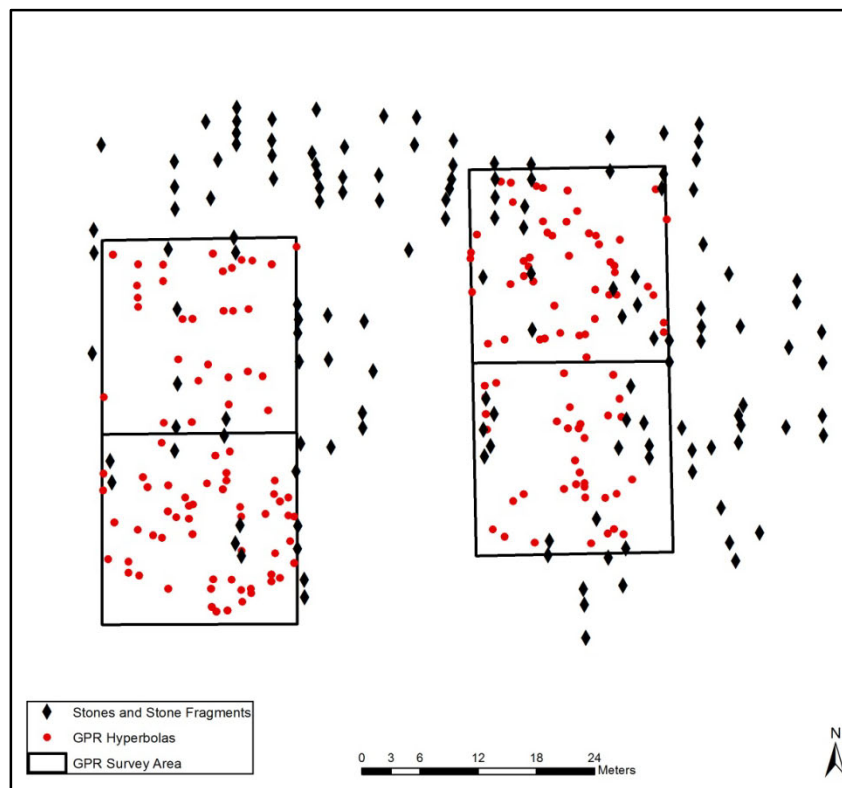 Stones and Stone Fragments
GPR Hyperbolas
GPR Survey Area
0 3 6 12 18 24
Meters
N